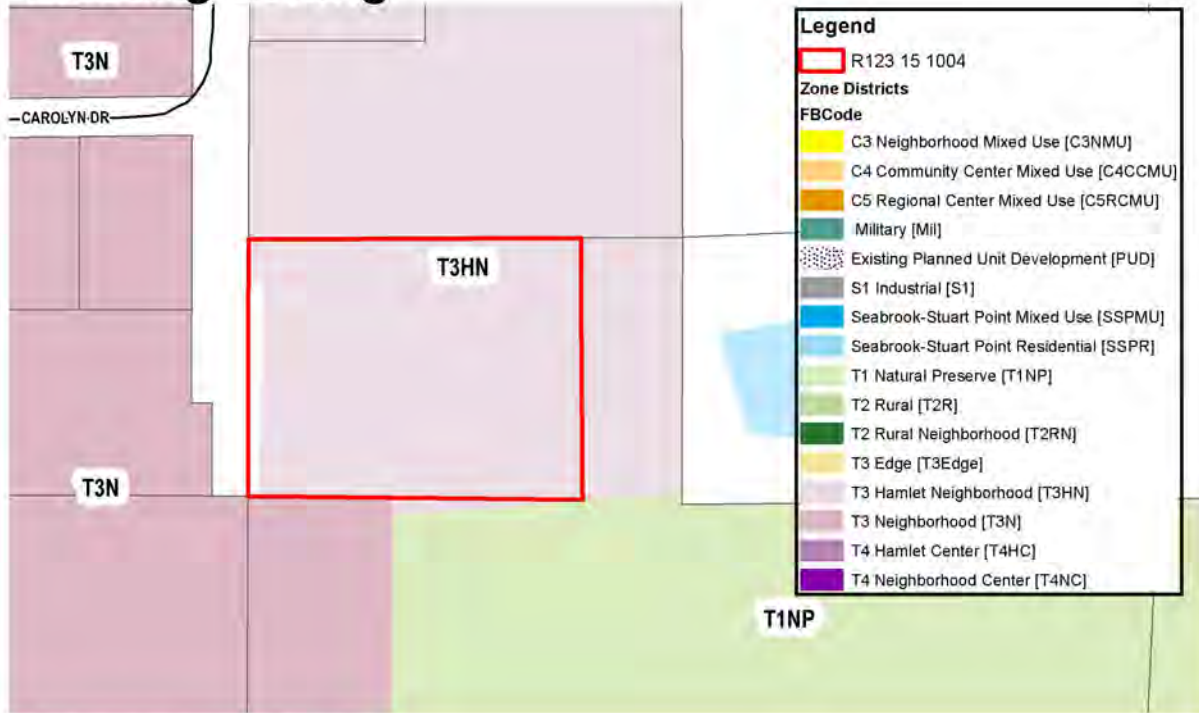 T3N
CAROLYN DR
T3HN
T3N
T1NP
Legend
R123 15 1004
Zone Districts
FBCode
C3 Neighborhood Mixed Use [C3NMU]
C4 Community Center Mixed Use [C4CCMU]
C5 Regional Center Mixed Use [C5RCMU]
Military [Mil]
Existing Planned Unit Development [PUD]
S1 Industrial [S1]
Seabrook-Stuart Point Mixed Use [SSPMU]
Seabrook-Stuart Point Residential [SSPR]
T1 Natural Preserve [T1NP]
T2 Rural [T2R]
T2 Rural Neighborhood [T2RN]
T3 Edge [T3Edge]
T3 Hamlet Neighborhood [T3HN]
T3 Neighborhood [T3N]
T4 Hamlet Center [T4HC]
T4 Neighborhood Center [T4NC]